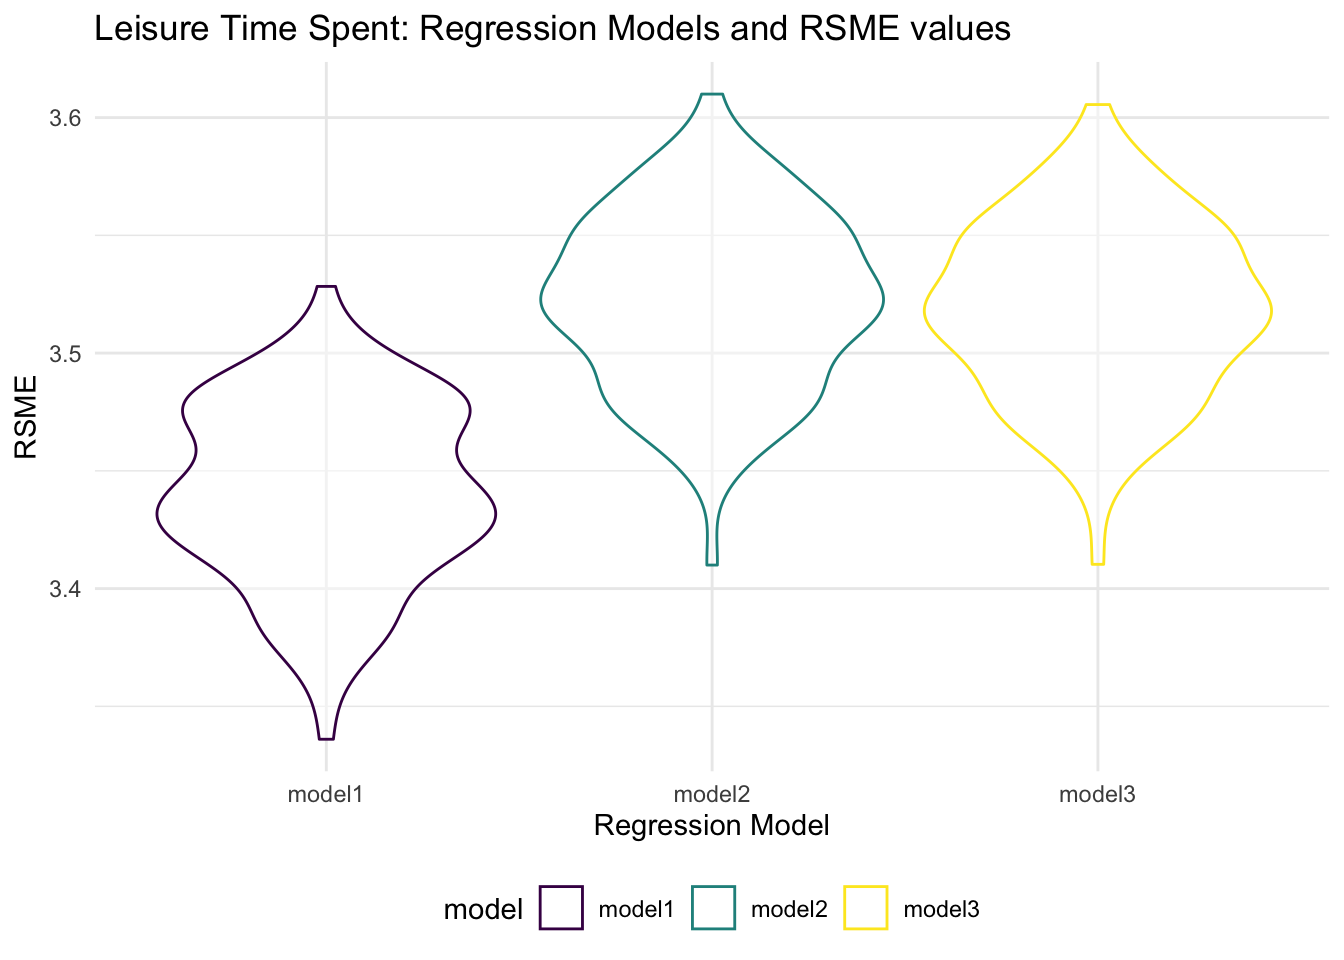 Leisure Time Spent: Regression Models and RSME values
3.6
3.5
3.4
RSME
model1 model2 model3
Regression Model
model model1 model2 model3